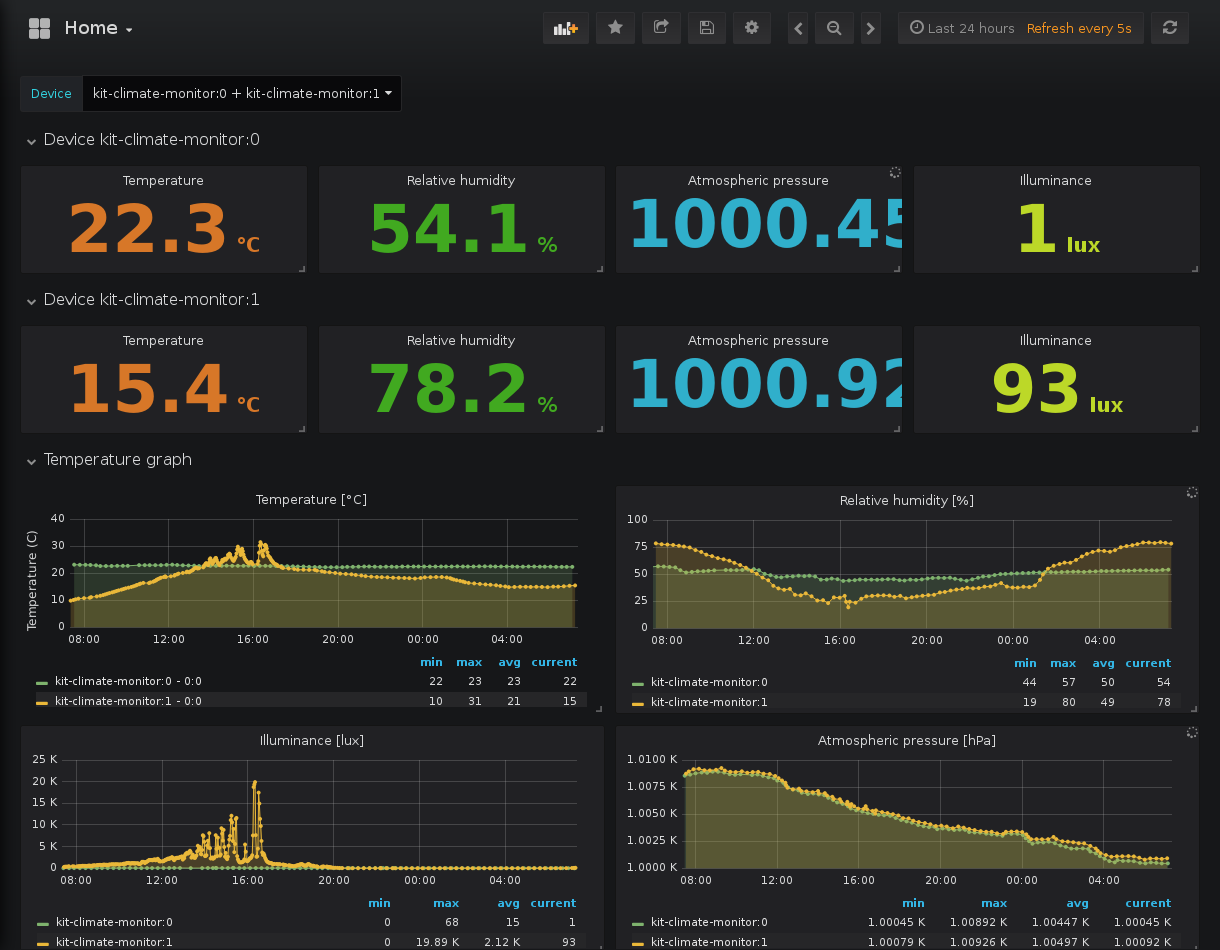 Home
Last 24 hours Refresh every 5s
Device kit-climate-monitor:0 + kit-climate-monitor:1
Device kit-climate-monitor:0
Temperature Relative humidity Atmospheric pressure Illuminance
22.3 °C 54.1 % 1000.45 1 lux
Device kit-climate-monitor:1
Temperature Relative humidity Atmospheric pressure Illuminance
15.4 °C 78.2 % 1000.92 93 lux
Temperature graph
Temperature [°C]
Temperature (C)
40
30
20
10
0
08:00 12:00 16:00 20:00 00:00 04:00
min max avg current
kit-climate-monitor:0 - 0:0 22 23 23 22
kit-climate-monitor:1 - 0:0 10 31 21 15
Relative humidity [%]
100
75
50
25
0
08:00 12:00 16:00 20:00 00:00 04:00
min max avg current
kit-climate-monitor:0 44 57 50 54
kit-climate-monitor:1 19 80 49 78
Illuminance [lux]
25 K
20 K
15 K
10 K
5 K
0
08:00 12:00 16:00 20:00 00:00 04:00
min max avg current
kit-climate-monitor:0 0 68 15 1
kit-climate-monitor:1 0 19.89 K 2.12 K 93
Atmospheric pressure [hPa]
1.0100 K
1.0075 K
1.0050 K
1.0025 K
1.0000 K
08:00 12:00 16:00 20:00 00:00 04:00
min max avg current
kit-climate-monitor:0 1.00045 K 1.00892 K 1.00447 K 1.00045 K
kit-climate-monitor:1 1.00079 K 1.00926 K 1.00497 K 1.00092 K